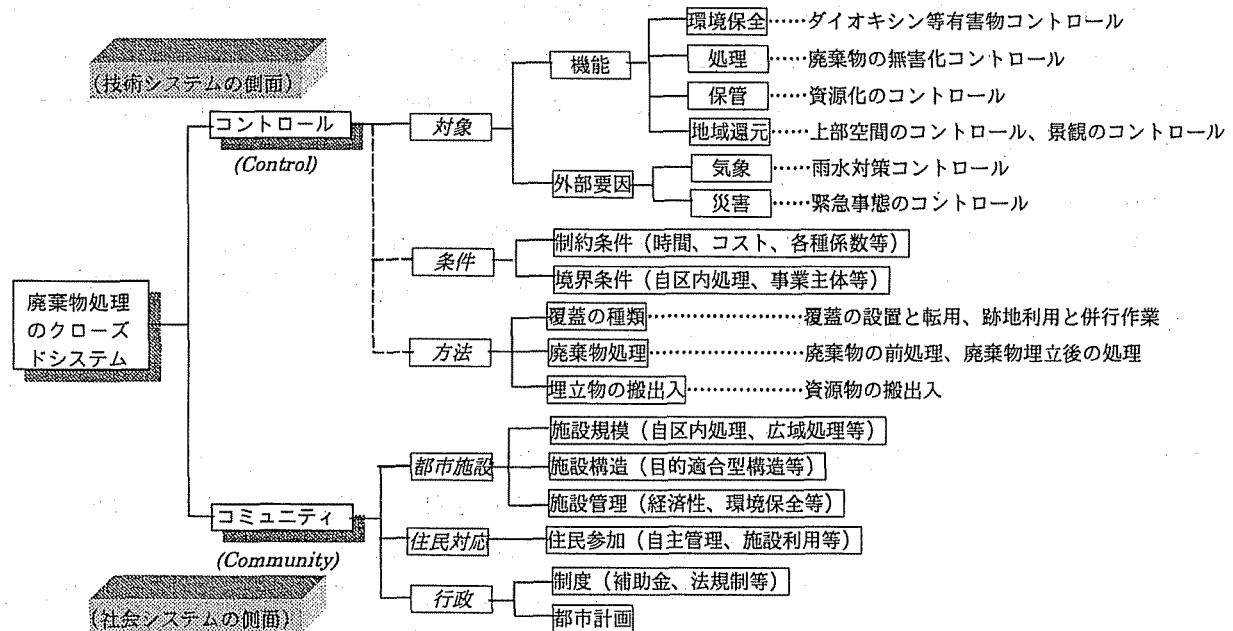 (技術システムの側面)
コントロール
(Control)
対象
機能
環境保全……ダイオキシン等有害物コントロール
処理……廃棄物の無害化コントロール
保管……資源化のコントロール
地域還元……上部空間のコントロール、景観のコントロール
外部要因
気象……雨水対策コントロール
災害……緊急事態のコントロール
条件
制約条件（時間、コスト、各種係数等）
境界条件（自区内処理、事業主体等）
方法
覆蓋の種類…………………覆蓋の設置と転用、跡地利用と併行作業
廃棄物処理…………………廃棄物の前処理、廃棄物埋立後の処理
埋立物の搬出入………………資源物の搬出入
廃棄物処理
のクローズ
ドシステム
コミュニティ
(Community)
都市施設
施設規模（自区内処理、広域処理等）
施設構造（目的適合型構造等）
施設管理（経済性、環境保全等）
住民対応
住民参加（自主管理、施設利用等）
行政
制度（補助金、法規制等）
都市計画
(社会システムの側面)